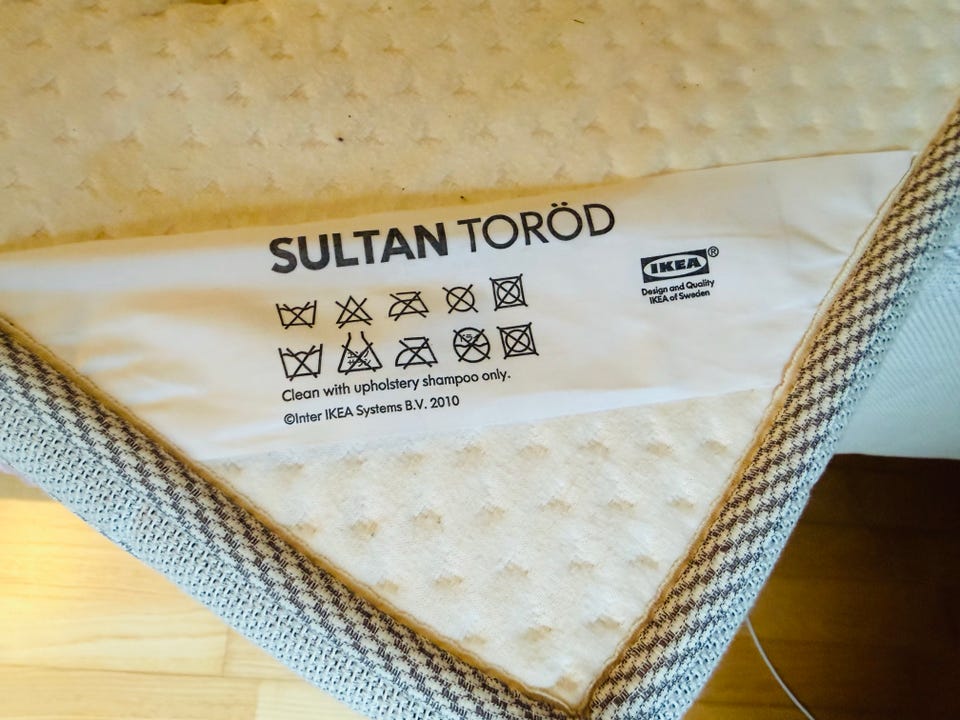 SULTAN TORÖD
IKEA®
Design and Quality
IKEA of Sweden
Clean with upholstery shampoo only.
©Inter IKEA Systems B.V. 2010